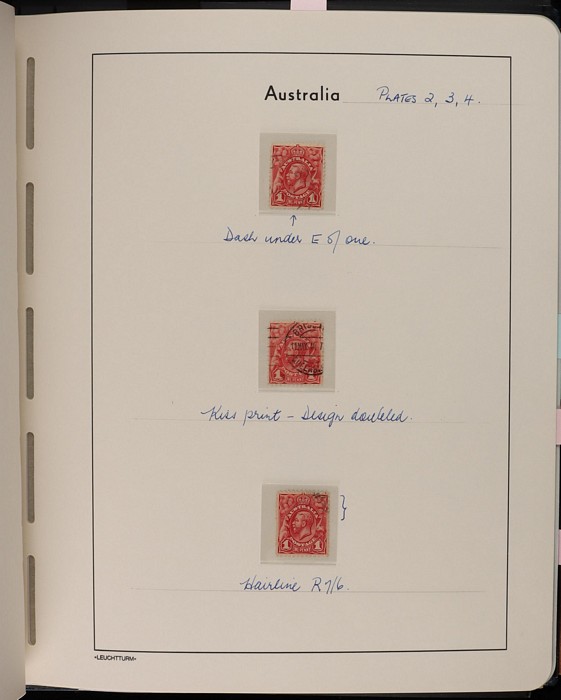 Australia PLATES 2, 3, 4.
↑
Dash under E of one.
Kiss print – Design doubled.
}
Hairline R7/6.
»LEUCHTTURM«